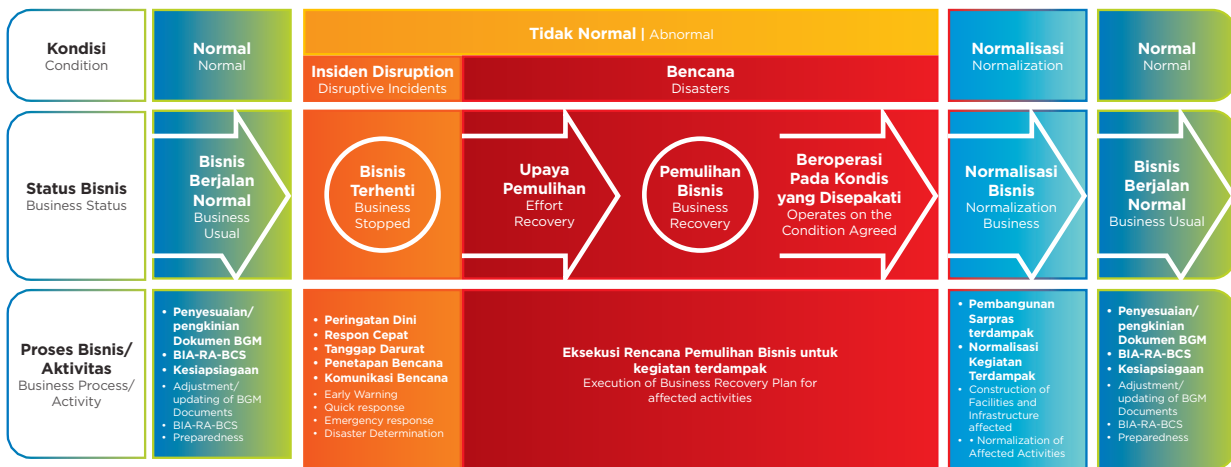 Kondisi
Condition
Normal
Normal
Tidak Normal | Abnormal
Insiden Disruption
Disruptive Incidents
Bencana
Disasters
Normalisasi
Normalization
Normal
Normal
Status Bisnis
Business Status
Bisnis
Berjalan
Normal
Business
Usual
Bisnis
Terhenti
Business
Stopped
Upaya
Pemulihan
Effort
Recovery
Pemulihan
Bisnis
Business
Recovery
Beroperasi
Pada Kondis
yang Disepakati
Operates on the
Condition Agreed
Normalisasi
Bisnis
Normalization
Business
Bisnis
Berjalan
Normal
Business Usual
Proses Bisnis/
Aktivitas
Business Process/
Activity
• Penyesuaian/
pengkinian
Dokumen BGM
• BIA-RA-BCS
• Kesiapsiagaan
• Adjustment/
updating of BGM
Documents
• BIA-RA-BCS
• Preparedness
• Peringatan Dini
• Respon Cepat
• Tanggap Darurat
• Penetapan Bencana
• Komunikasi Bencana
• Early Warning
• Quick response
• Emergency response
• Disaster Determination
Eksekusi Rencana Pemulihan Bisnis untuk
kegiatan terdampak
Execution of Business Recovery Plan for
affected activities
• Pembangunan
Sarpras
terdampak
• Normalisasi
Kegiatan
Terdampak
• Construction of
Facilities and
Infrastructure
affected
• • Normalization of
Affected Activities
• Penyesuaian/
pengkinian
Dokumen BGM
• BIA-RA-BCS
• Kesiapsiagaan
• Adjustment/
updating of BGM
Documents
• BIA-RA-BCS
• Preparedness